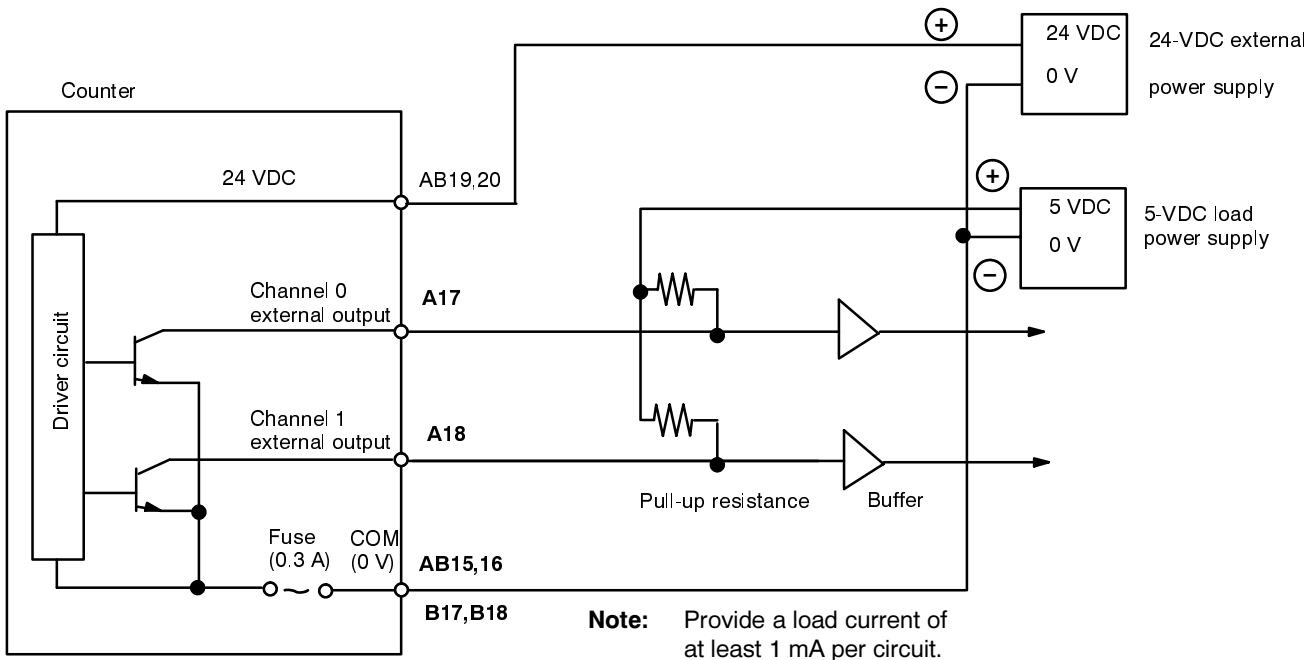 24 VDC
0 V
24-VDC external
power supply
Counter
24 VDC
AB19,20
5 VDC
0 V
5-VDC load
power supply
Driver circuit
Channel 0
external output
A17
Channel 1
external output
A18
Pull-up resistance
Buffer
Fuse
(0.3 A)
COM
(0 V)
AB15,16
B17,B18
Note: Provide a load current of
at least 1 mA per circuit.